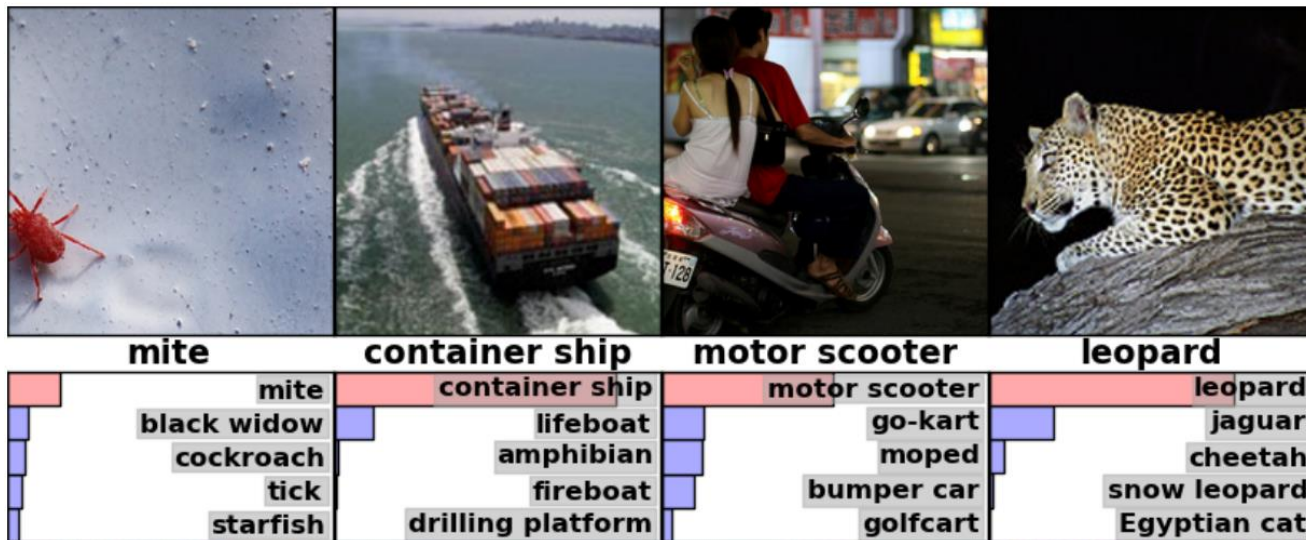 T-128
mite
container ship
motor scooter
leopard
mite
black widow
cockroach
tick
starfish
container ship
lifeboat
amphibian
fireboat
drilling platform
motor scooter
go-kart
moped
bumper car
golfcart
leopard
jaguar
cheetah
snow leopard
Egyptian cat